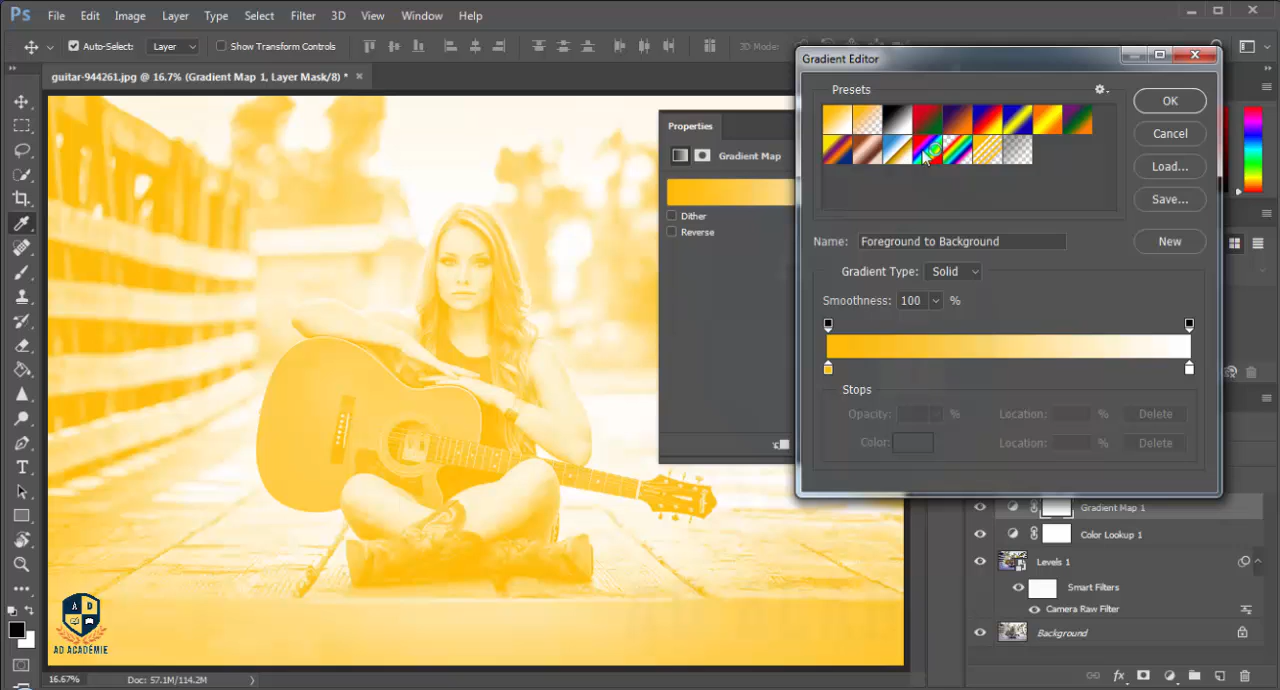 Ps File Edit Image Layer Type Select Filter 3D View Window Help
Auto-Select: Layer Show Transform Controls 3D Mode:
guitar-944261.jpg @ 16.7% (Gradient Map 1, Layer Mask/8) * ×
Properties
Gradient Map
Dither
Reverse
Gradient Editor
Presets
OK
Cancel
Load...
Save...
Name: Foreground to Background
New
Gradient Type: Solid
Smoothness: 100 %
Stops
Opacity: % Location: % Delete
Color: Location: % Delete
Gradient Map 1
Color Lookup 1
Levels 1
Smart Filters
Camera Raw Filter
Background
A D
AD ACADÉMIE
16.67% Doc: 57.1M/114.2M
fx